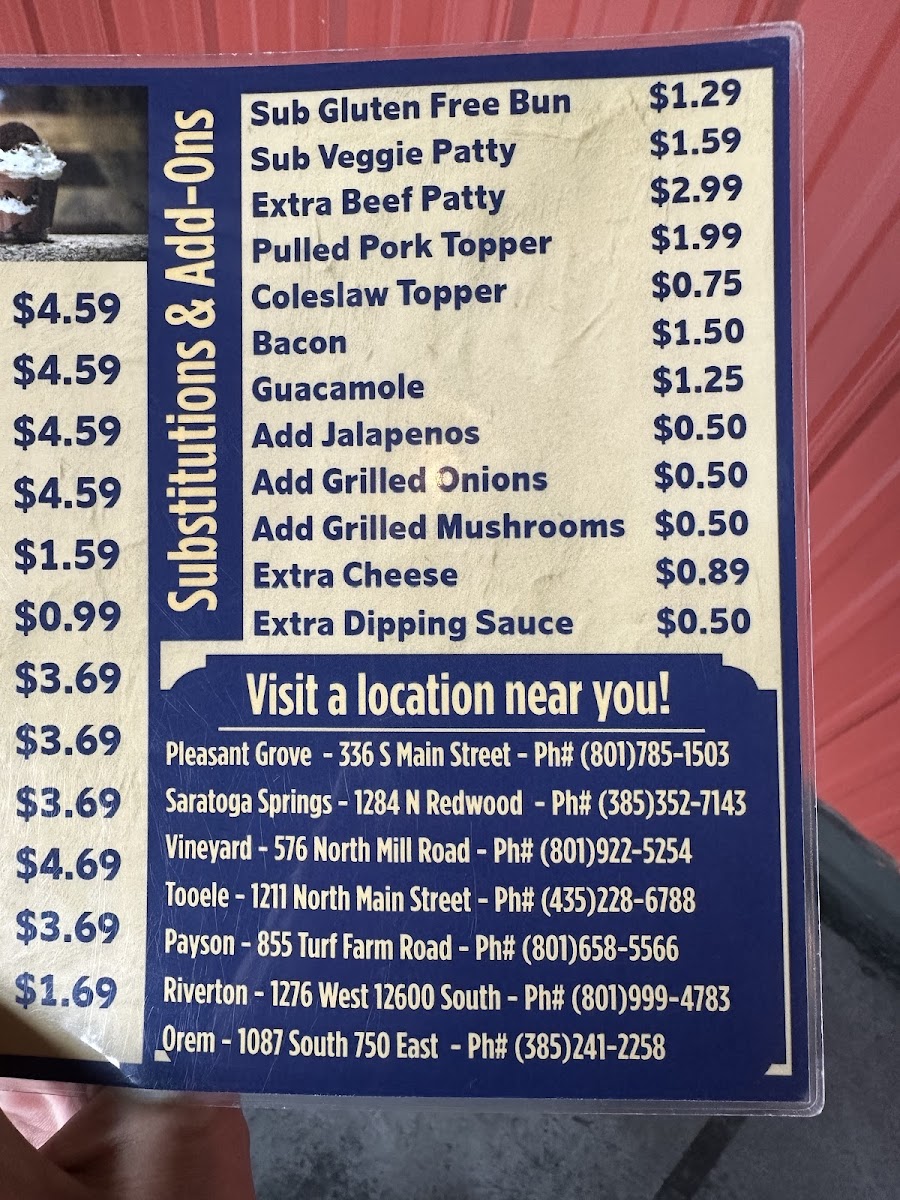 $4.59
$4.59
$4.59
$4.59
$1.59
$0.99
$3.69
$3.69
$3.69
$4.69
$3.69
$1.69
Substitutions & Add-Ons
Sub Gluten Free Bun $1.29
Sub Veggie Patty $1.59
Extra Beef Patty $2.99
Pulled Pork Topper $1.99
Coleslaw Topper $0.75
Bacon $1.50
Guacamole $1.25
Add Jalapenos $0.50
Add Grilled Onions $0.50
Add Grilled Mushrooms $0.50
Extra Cheese $0.89
Extra Dipping Sauce $0.50
Visit a location near you!
Pleasant Grove - 336 S Main Street - Ph# (801)785-1503
Saratoga Springs - 1284 N Redwood - Ph# (385)352-7143
Vineyard - 576 North Mill Road - Ph# (801)922-5254
Tooele - 1211 North Main Street - Ph# (435)228-6788
Payson - 855 Turf Farm Road - Ph# (801)658-5566
Riverton - 1276 West 12600 South - Ph# (801)999-4783
Orem - 1087 South 750 East - Ph# (385)241-2258